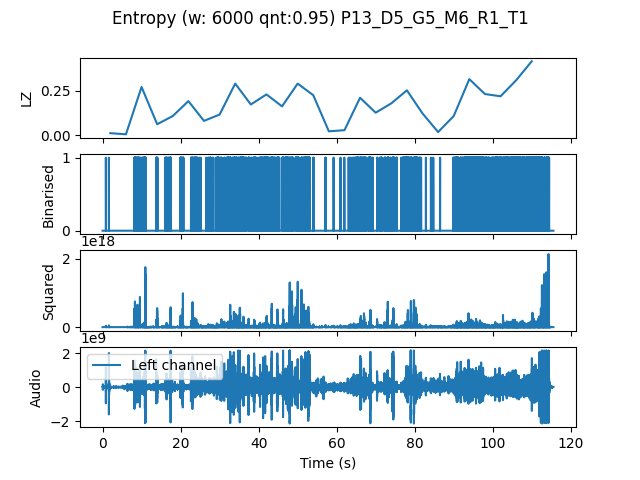 Entropy (w: 6000 qnt:0.95) P13_D5_G5_M6_R1_T1
LZ
0.25
0.00
Binarised
1
0
1e18
Squared
2
0
1e9
Audio
2
0
−2
Left channel
0 20 40 60 80 100 120
Time (s)